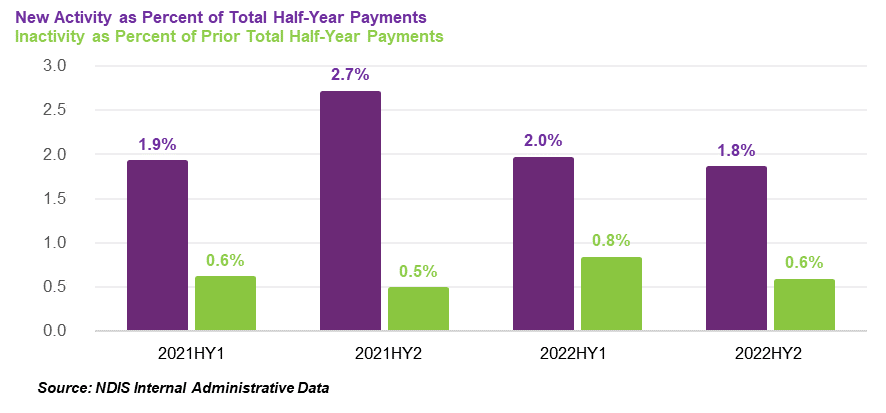 New Activity as Percent of Total Half-Year Payments
Inactivity as Percent of Prior Total Half-Year Payments
3.0
2.5
2.0
1.5
1.0
0.5
0.0
1.9%
0.6%
2.7%
0.5%
2.0%
0.8%
1.8%
0.6%
2021HY1
2021HY2
2022HY1
2022HY2
Source: NDIS Internal Administrative Data